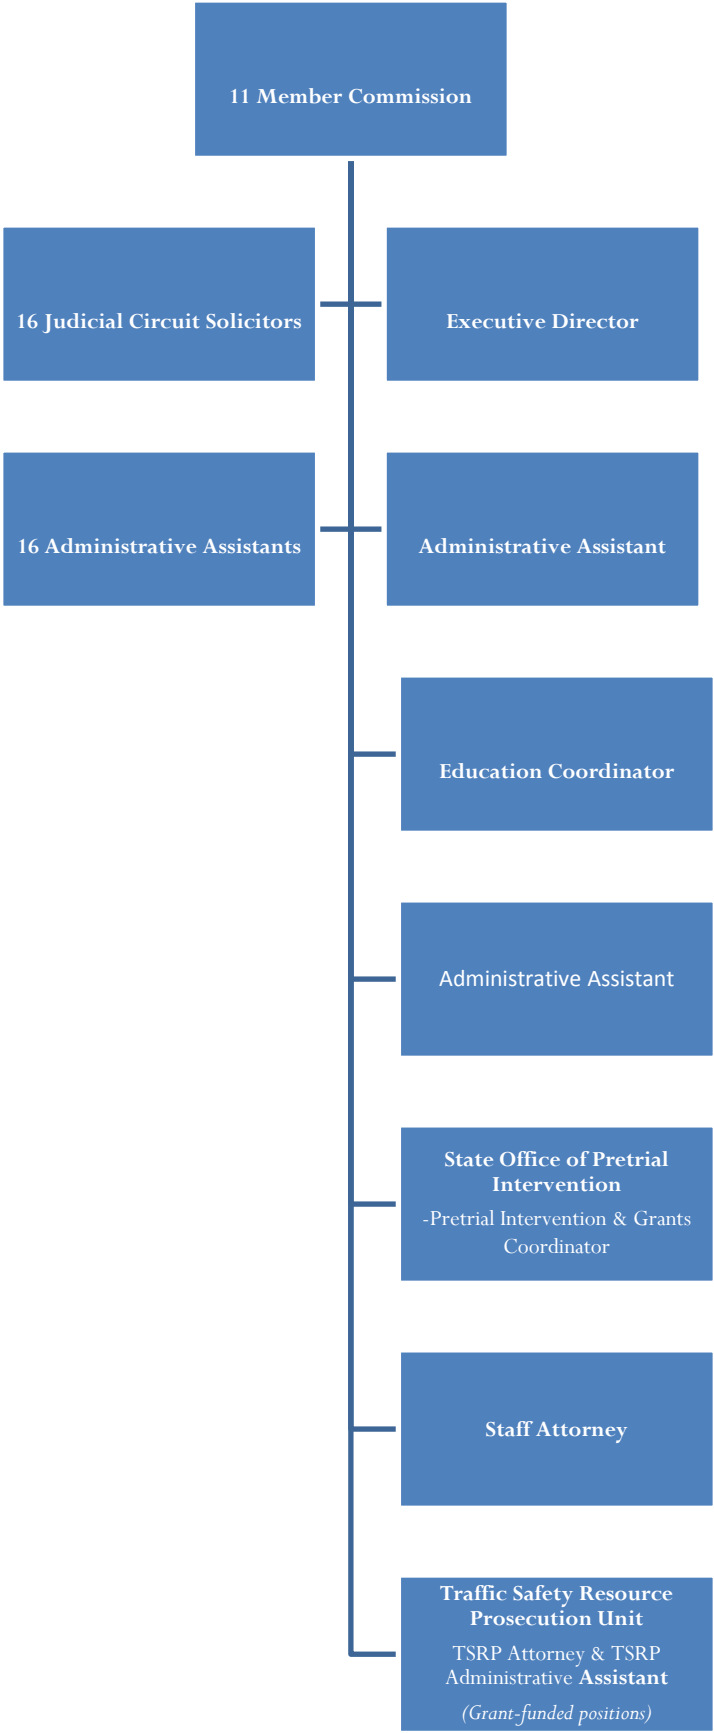 11 Member Commission
16 Judicial Circuit Solicitors
Executive Director
16 Administrative Assistants
Administrative Assistant
Education Coordinator
Administrative Assistant
State Office of Pretrial
Intervention
-Pretrial Intervention & Grants
Coordinator
Staff Attorney
Traffic Safety Resource
Prosecution Unit
TSRP Attorney & TSRP
Administrative Assistant
(Grant-funded positions)